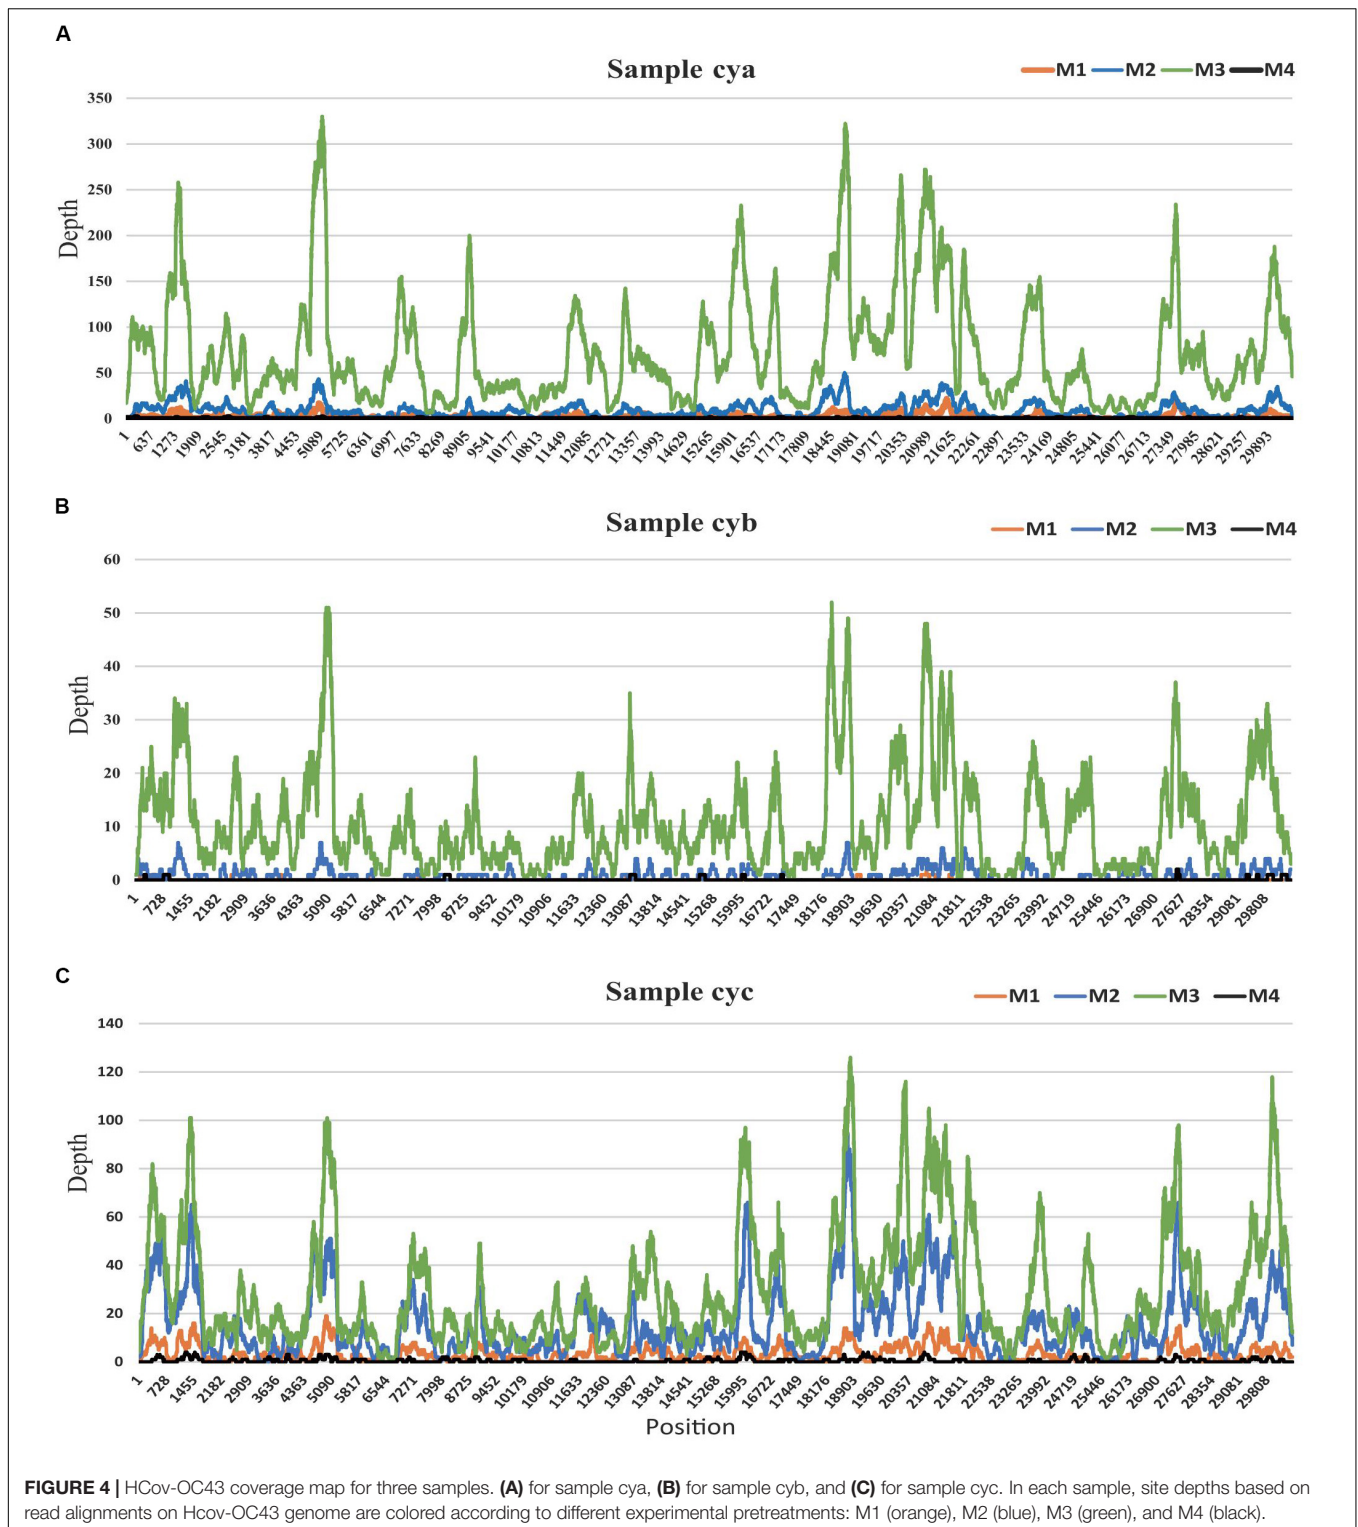 A
Sample cya
M1 M2 M3 M4
350
300
250
200
150
100
50
0
Depth
1 637 1273 1909 2545 3181 3817 4453 5089 5725 6361 6997 7633 8269 8905 9541 10177 10813 11449 12085 12721 13357 13993 14629 15265 15901 16537 17173 17809 18445 19081 19717 20353 20989 21625 22261 22897 23533 24169 24805 25441 26077 26713 27349 27985 28621 29257 29893
B
Sample cyb
M1 M2 M3 M4
60
50
40
30
20
10
0
Depth
1 728 1455 2182 2909 3636 4363 5090 5817 6544 7271 7998 8725 9452 10179 10906 11633 12360 13087 13814 14541 15268 15995 16722 17449 18176 18903 19630 20357 21084 21811 22538 23265 23992 24719 25446 26173 26900 27627 28354 29081 29808
C
Sample cyc
M1 M2 M3 M4
140
120
100
80
60
40
20
0
Depth
1 728 1455 2182 2909 3636 4363 5090 5817 6544 7271 7998 8725 9452 10179 10906 11633 12360 13087 13814 14541 15268 15995 16722 17449 18176 18903 19630 20357 21084 21811 22538 23265 23992 24719 25446 26173 26900 27627 28354 29081 29808
Position
FIGURE 4 | HCov-OC43 coverage map for three samples. (A) for sample cya, (B) for sample cyb, and (C) for sample cyc. In each sample, site depths based on
read alignments on Hcov-OC43 genome are colored according to different experimental pretreatments: M1 (orange), M2 (blue), M3 (green), and M4 (black).